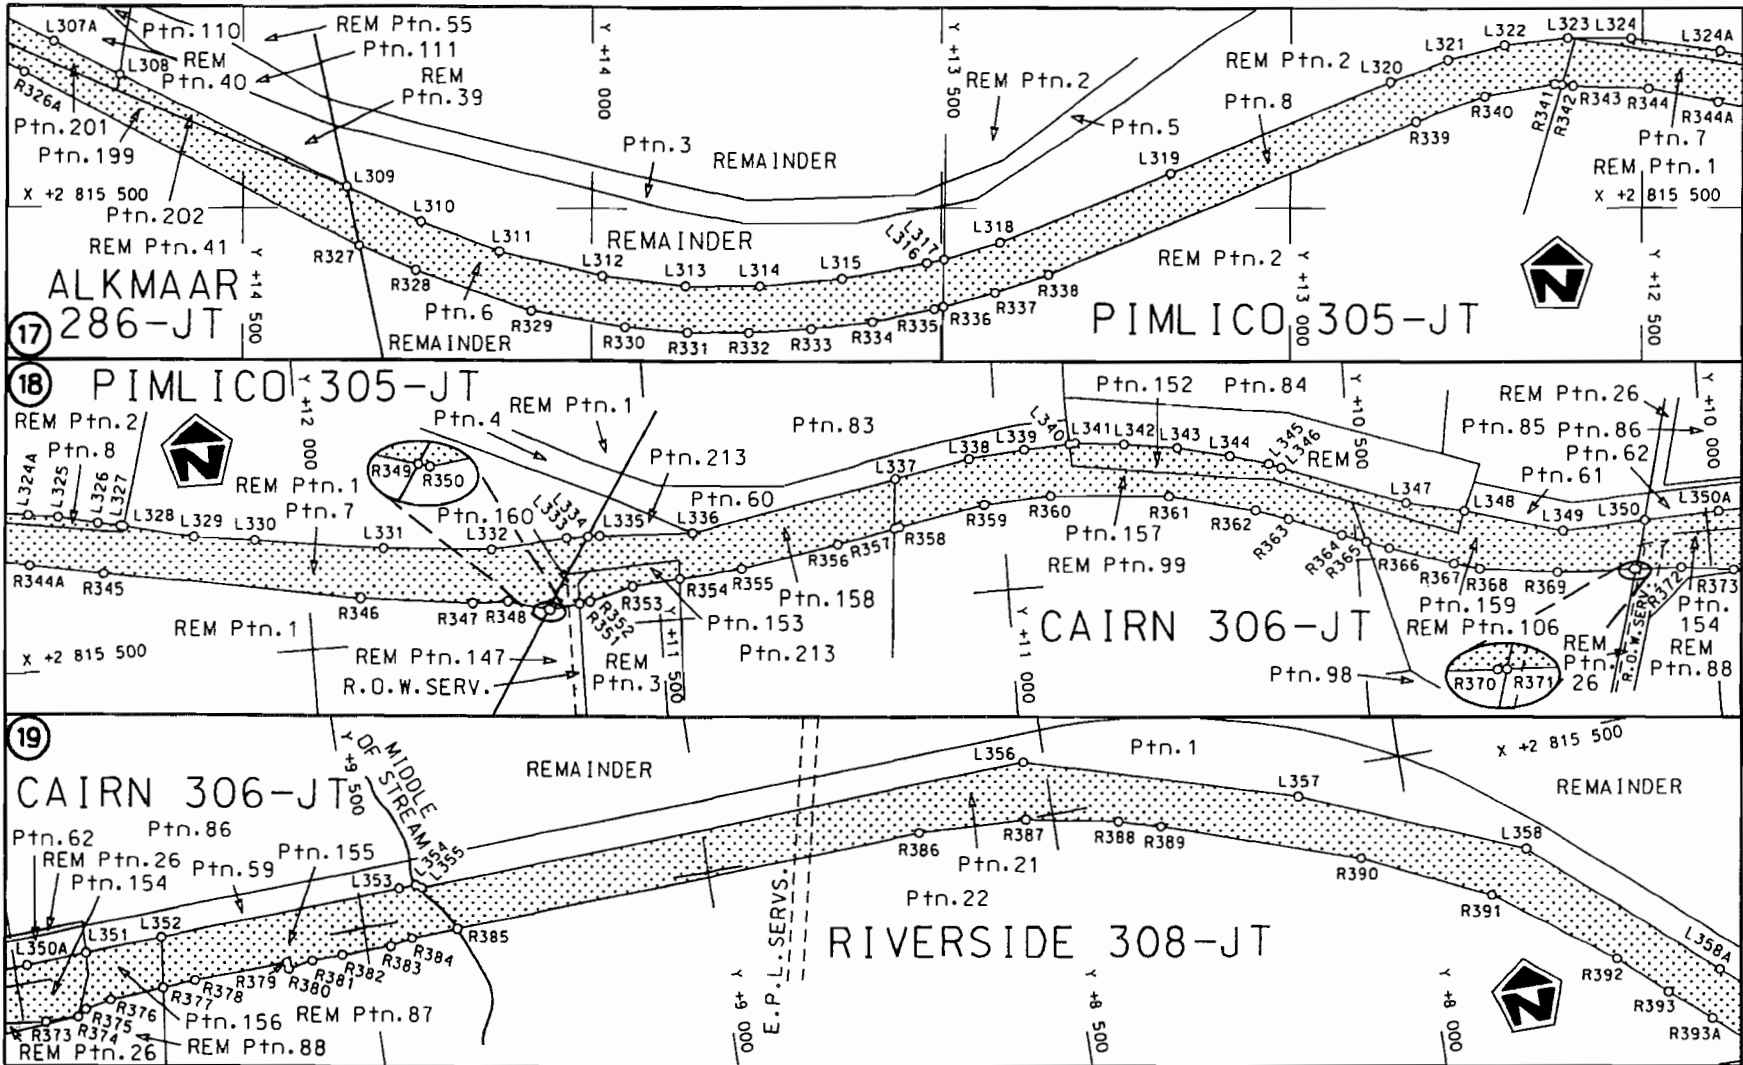 17
L307A
Ptn.110
REM Ptn.55
Ptn.111
REM
Ptn.40
REM
Ptn.39
L308
R326A
Ptn.201
Ptn.199
X +2 815 500
Ptn.202
REM Ptn.41
ALKMAAR
286-JT
Y +14 500
L309
R327
L310
R328
L311
Ptn.6
R329
REMAINDER
Y +14 000
Ptn.3
REMAINDER
REMAINDER
L312
L313
L314
L315
L316
L317
L318
R330
R331
R332
R333
R334
R335
R336
R337
R338
Y +13 500
REM Ptn.2
Ptn.5
L319
REM Ptn.2
Ptn.8
L320
L321
L322
L323
L324
L324A
R339
R340
R341
R342
R343
R344
R344A
Ptn.7
REM Ptn.1
X +2 815 500
REM Ptn.2
PIMLICO 305-JT
Y +13 000
Y +12 500
N
18
PIMLICO 305-JT
REM Ptn.2
Ptn.8
N
L324A
L325
L326
L327
L328
L329
L330
L331
L332
L333
L334
L335
L336
Y +12 000
REM Ptn.1
Ptn.7
Ptn.4
REM Ptn.1
R349
R350
Ptn.160
Ptn.213
Ptn.60
Ptn.83
R344A
R345
R346
R347
R348
R351
R352
R353
R354
R355
R356
R357
R358
REM Ptn.1
X +2 815 500
REM Ptn.147
R.O.W.SERV.
REM
Ptn.3
Y +11 500
Ptn.153
Ptn.213
Ptn.158
L337
L338
L339
L340
L341
L342
L343
L344
L345
L346
Ptn.152
Ptn.84
REM
Y +10 500
R359
R360
R361
R362
R363
R364
R365
R366
R367
R368
R369
Ptn.157
REM Ptn.99
CAIRN 306-JT
Y +11 000
Ptn.98
L347
L348
L349
L350
L350A
REM Ptn.26
Ptn.85
Ptn.86
Ptn.62
Ptn.61
Y +10 000
Ptn.159
REM Ptn.106
R370
R371
REM
Ptn.
26
R.O.W.SERV.
R372
R373
Ptn.
154
REM
Ptn.88
19
CAIRN 306-JT
Y +9 500
MIDDLE
OF STREAM
REMAINDER
Ptn.62
Ptn.86
REM Ptn.26
Ptn.154
Ptn.59
Ptn.155
L350A
L351
L352
L353
L354
L355
L356
L357
L358
L358A
Ptn.1
X +2 815 500
REMAINDER
R373
R374
R375
R376
R377
R378
R379
R380
R381
R382
R383
R384
R385
R386
R387
R388
R389
R390
R391
R392
R393
R393A
REM Ptn.26
REM Ptn.88
Ptn.156
REM Ptn.87
Y +9 000
E.P.L.SERVS.
Ptn.21
Ptn.22
RIVERSIDE 308-JT
Y +8 500
Y +8 000
N